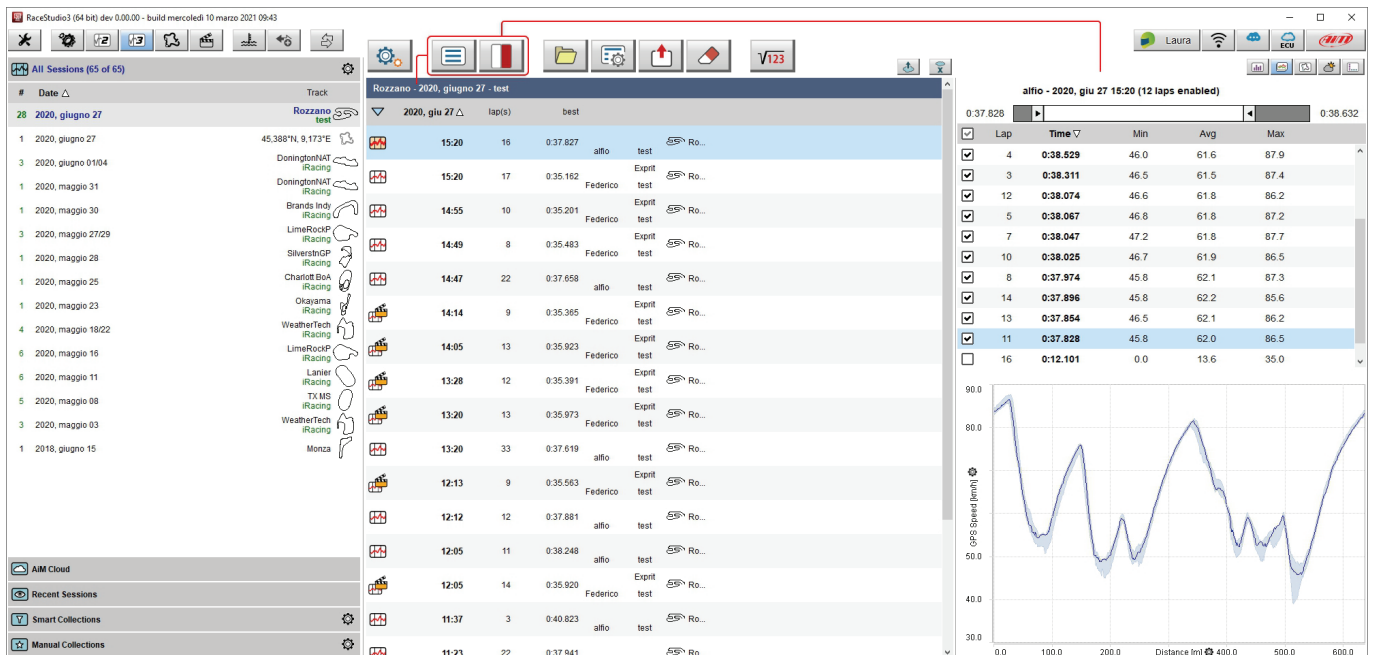 RaceStudio3 (64 bit) dev 0.00.00 - build mercoledì 10 marzo 2021 09:43
2 3 √123 Laura ECU AiM
All Sessions (65 of 65)
# Date △ Track
28 2020, giugno 27 Rozzano
test
1 2020, giugno 27 45,388°N, 9,173°E
3 2020, giugno 01/04 DoningtonNAT
iRacing
1 2020, maggio 31 DoningtonNAT
iRacing
1 2020, maggio 30 Brands Indy
iRacing
3 2020, maggio 27/29 LimeRockP
iRacing
1 2020, maggio 28 SilverstnGP
iRacing
1 2020, maggio 25 Charlott BoA
iRacing
1 2020, maggio 23 Okayama
iRacing
4 2020, maggio 18/22 WeatherTech
iRacing
6 2020, maggio 16 LimeRockP
iRacing
6 2020, maggio 11 Lanier
iRacing
5 2020, maggio 08 TX MS
iRacing
3 2020, maggio 03 WeatherTech
iRacing
1 2018, giugno 15 Monza
AiM Cloud
Recent Sessions
Smart Collections
Manual Collections
Rozzano - 2020, giugno 27 - test
▽ 2020, giu 27 △ lap(s) best
15:20 16 0:37.827 alfio test Ro...
15:20 17 0:35.162 Federico Exprit test Ro...
14:55 10 0:35.201 Federico Exprit test Ro...
14:49 8 0:35.483 Federico Exprit test Ro...
14:47 22 0:37.658 alfio test Ro...
14:14 9 0:35.365 Federico Exprit test Ro...
14:05 13 0:35.923 Federico Exprit test Ro...
13:28 12 0:35.391 Federico Exprit test Ro...
13:20 13 0:35.973 Federico Exprit test Ro...
13:20 33 0:37.619 alfio test Ro...
12:13 9 0:35.563 Federico Exprit test Ro...
12:12 12 0:37.881 alfio test Ro...
12:05 11 0:38.248 alfio test Ro...
12:05 14 0:35.920 Federico Exprit test Ro...
11:37 3 0:40.823 alfio test Ro...
11:23 22 0:37.941 Ro...
alfio - 2020, giu 27 15:20 (12 laps enabled)
0:37.828 0:38.632
Lap Time ▽ Min Avg Max
4 0:38.529 46.0 61.6 87.9
3 0:38.311 46.5 61.5 87.4
12 0:38.074 46.6 61.8 86.2
5 0:38.067 46.8 61.8 87.2
7 0:38.047 47.2 61.8 87.7
10 0:38.025 46.7 61.9 86.5
8 0:37.974 45.8 62.1 87.3
14 0:37.896 45.8 62.2 85.6
13 0:37.854 46.5 62.1 86.2
11 0:37.828 45.8 62.0 86.5
16 0:12.101 0.0 13.6 35.0
90.0
80.0
GPS Speed [km/h]
50.0
40.0
30.0
0.0 100.0 200.0 Distance [m] 400.0 500.0 600.0